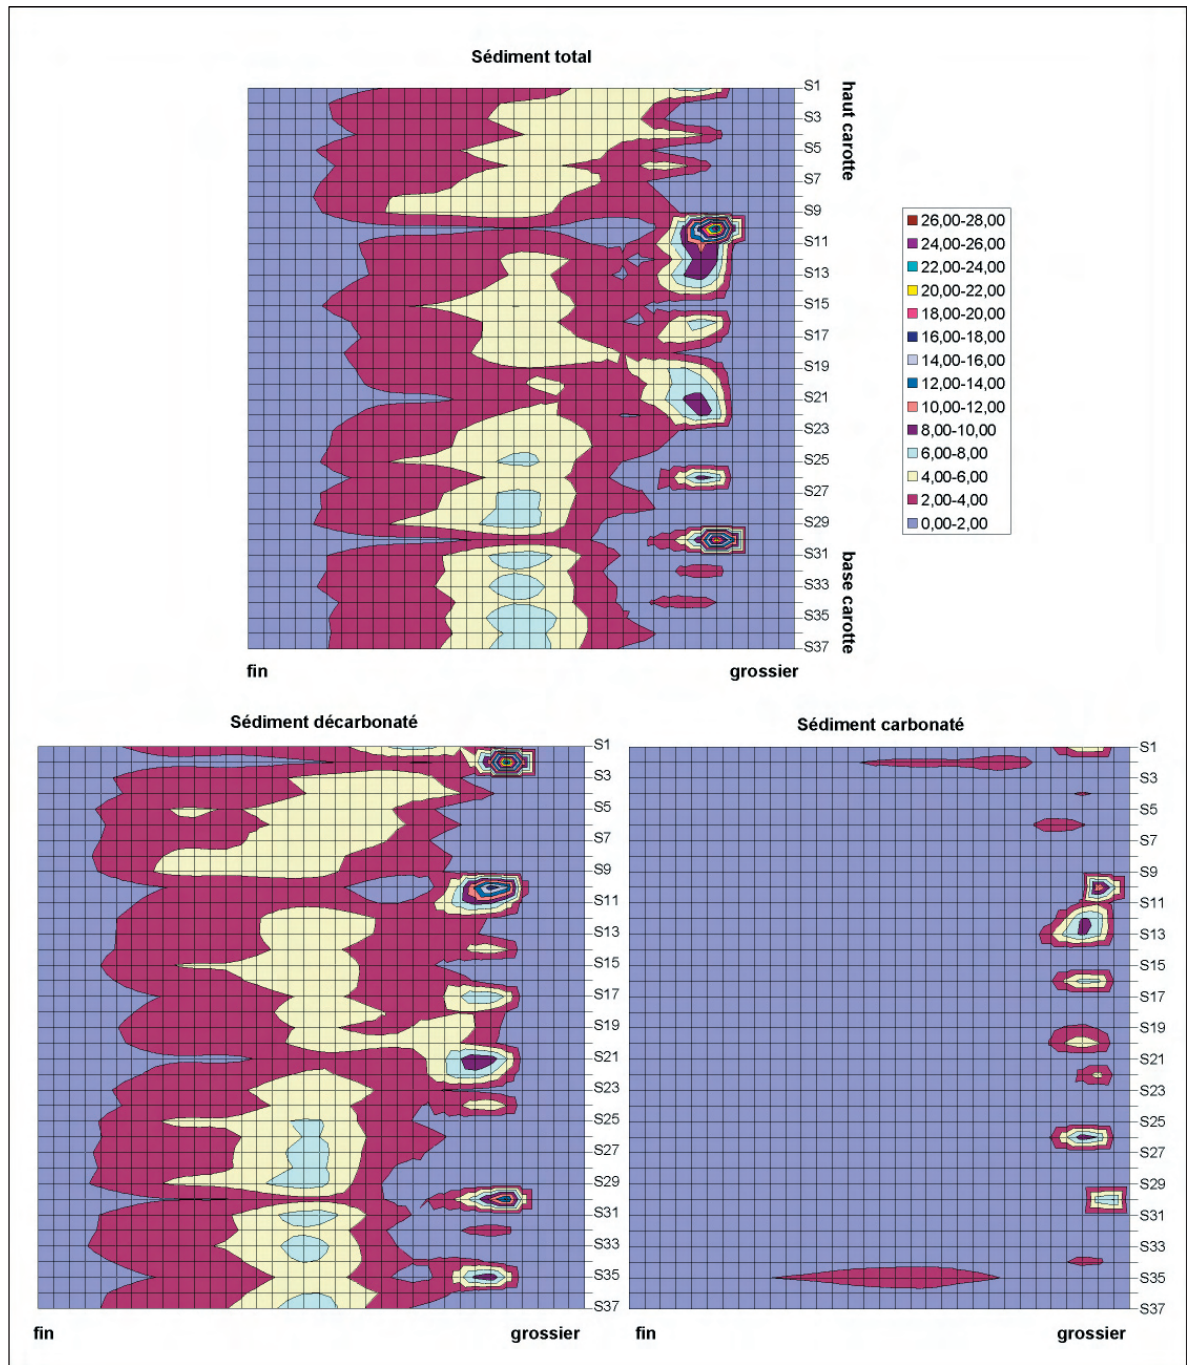 Sédiment total
S1
S3
S5
S7
S9
S11
S13
S15
S17
S19
S21
S23
S25
S27
S29
S31
S33
S35
S37
haut carotte
base carotte
fin
grossier
26,00-28,00
24,00-26,00
22,00-24,00
20,00-22,00
18,00-20,00
16,00-18,00
14,00-16,00
12,00-14,00
10,00-12,00
8,00-10,00
6,00-8,00
4,00-6,00
2,00-4,00
0,00-2,00
Sédiment décarbonaté
S1
S3
S5
S7
S9
S11
S13
S15
S17
S19
S21
S23
S25
S27
S29
S31
S33
S35
S37
fin
grossier
Sédiment carbonaté
S1
S3
S5
S7
S9
S11
S13
S15
S17
S19
S21
S23
S25
S27
S29
S31
S33
S35
S37
fin
grossier